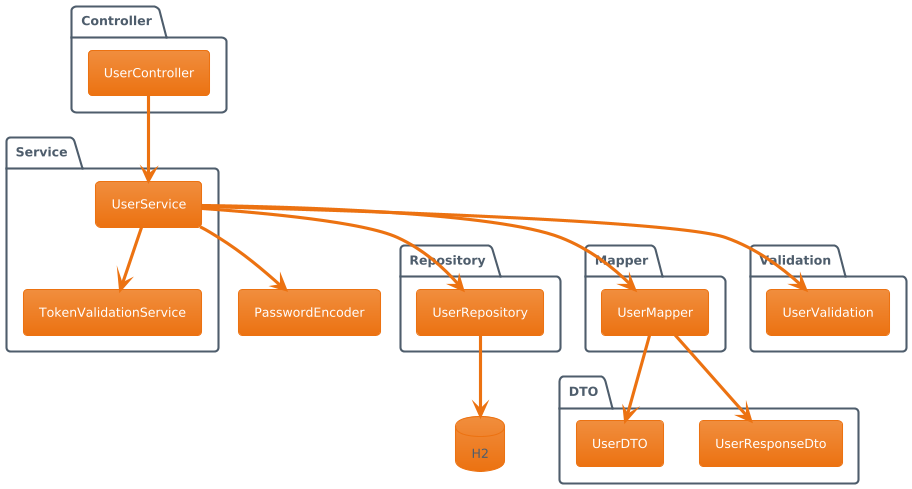 Controller
UserController
Service
UserService
Repository
Mapper
Validation
TokenValidationService
PasswordEncoder
UserRepository
UserMapper
UserValidation
DTO
UserDTO
UserResponseDto
H2